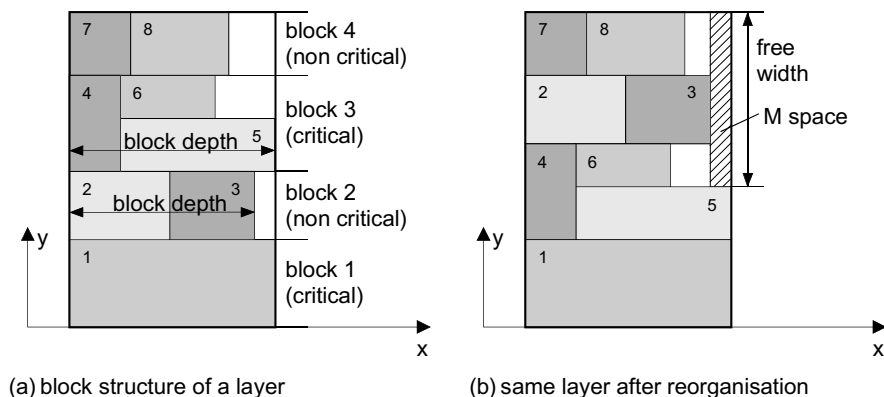 7 8 block 4
(non critical)
4 6 block 3
(critical)
5
block depth
2 3 block 2
(non critical)
block depth
y
1 block 1
(critical)
x
(a) block structure of a layer
7 8 free
width
2 3
M space
4 6
5
y
1
x
(b) same layer after reorganisation